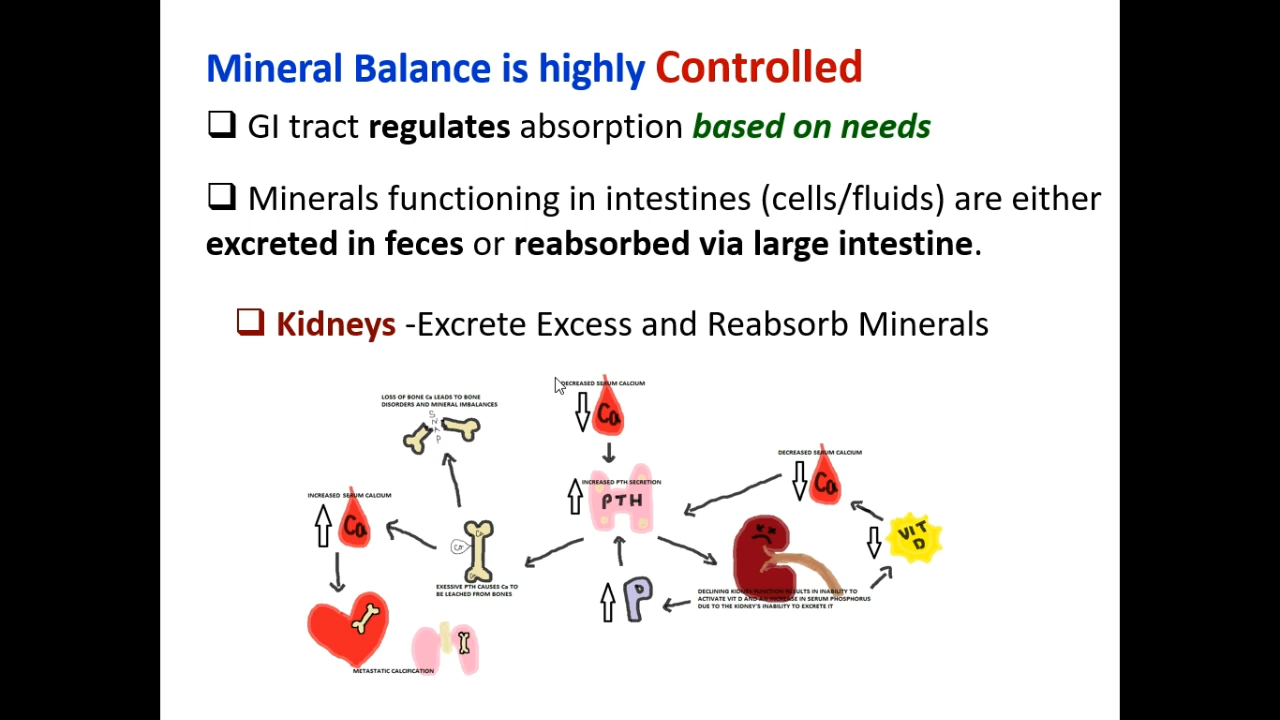 Mineral Balance is highly Controlled
GI tract regulates absorption based on needs
Minerals functioning in intestines (cells/fluids) are either
excreted in feces or reabsorbed via large intestine.
Kidneys -Excrete Excess and Reabsorb Minerals
DECREASED SERUM CALCIUM
Ca
LOSS OF BONE Ca LEADS TO BONE
DISORDERS AND MINERAL IMBALANCES
SNAP
DECREASED SERUM CALCIUM
Ca
INCREASED PTH SECRETION
PTH
INCREASED SERUM CALCIUM
Ca
VIT
D
Ca
EXESSIVE PTH CAUSES Ca TO
BE LEACHED FROM BONES
P
DECLINING KIDNEY FUNCTION RESULTS IN INABILITY TO
ACTIVATE VIT D AND AN INCREASE IN SERUM PHOSPHORUS
DUE TO THE KIDNEY'S INABILITY TO EXCRETE IT
METASTATIC CALCIFICATION